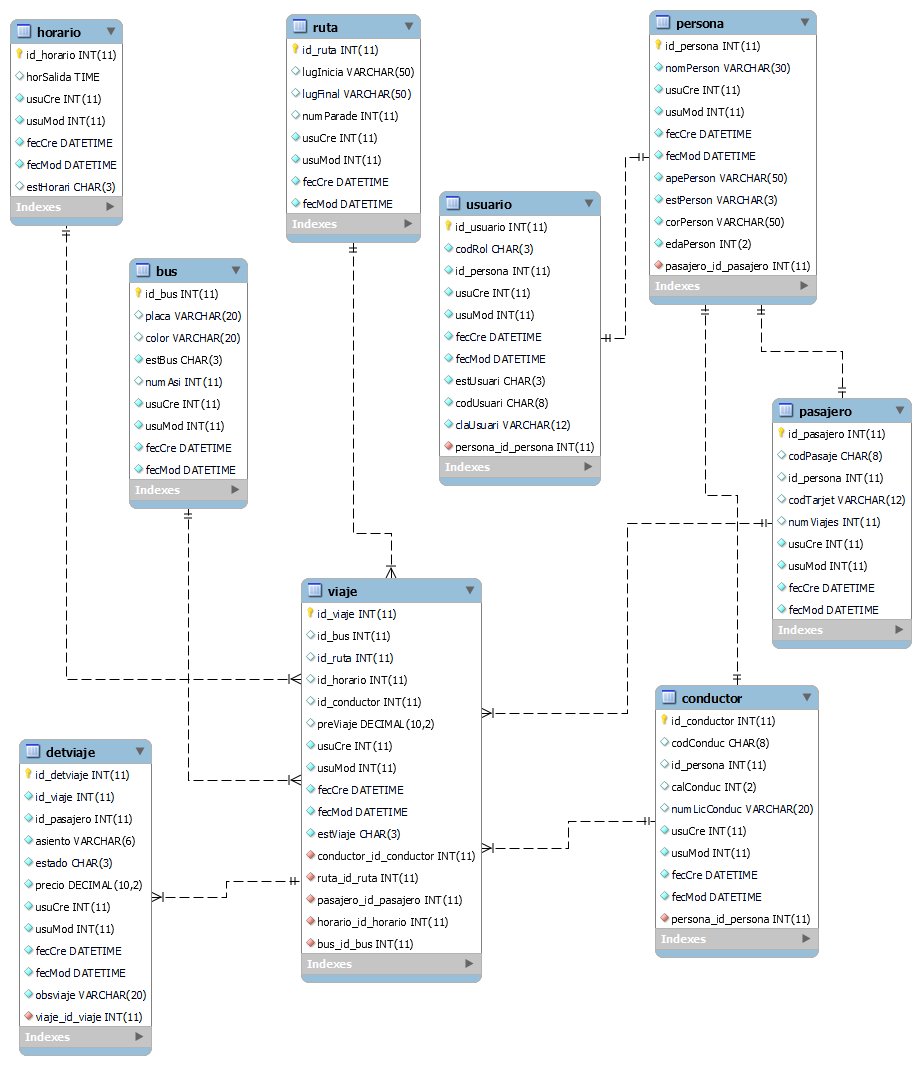 horario
id_horario INT(11)
horSalida TIME
usuCre INT(11)
usuMod INT(11)
fecCre DATETIME
fecMod DATETIME
estHorari CHAR(3)
Indexes
ruta
id_ruta INT(11)
lugInicia VARCHAR(50)
lugFinal VARCHAR(50)
numParade INT(11)
usuCre INT(11)
usuMod INT(11)
fecCre DATETIME
fecMod DATETIME
Indexes
persona
id_persona INT(11)
nomPerson VARCHAR(30)
usuCre INT(11)
usuMod INT(11)
fecCre DATETIME
fecMod DATETIME
apePerson VARCHAR(50)
estPerson VARCHAR(3)
corPerson VARCHAR(50)
edaPerson INT(2)
pasajero_id_pasajero INT(11)
Indexes
usuario
id_usuario INT(11)
codRol CHAR(3)
id_persona INT(11)
usuCre INT(11)
usuMod INT(11)
fecCre DATETIME
fecMod DATETIME
estUsuari CHAR(3)
codUsuari CHAR(8)
claUsuari VARCHAR(12)
persona_id_persona INT(11)
Indexes
bus
id_bus INT(11)
placa VARCHAR(20)
color VARCHAR(20)
estBus CHAR(3)
numAsi INT(11)
usuCre INT(11)
usuMod INT(11)
fecCre DATETIME
fecMod DATETIME
Indexes
pasajero
id_pasajero INT(11)
codPasaje CHAR(8)
id_persona INT(11)
codTarjet VARCHAR(12)
numViajes INT(11)
usuCre INT(11)
usuMod INT(11)
fecCre DATETIME
fecMod DATETIME
Indexes
viaje
id_viaje INT(11)
id_bus INT(11)
id_ruta INT(11)
id_horario INT(11)
id_conductor INT(11)
preViaje DECIMAL(10,2)
usuCre INT(11)
usuMod INT(11)
fecCre DATETIME
fecMod DATETIME
estViaje CHAR(3)
conductor_id_conductor INT(11)
ruta_id_ruta INT(11)
pasajero_id_pasajero INT(11)
horario_id_horario INT(11)
bus_id_bus INT(11)
Indexes
conductor
id_conductor INT(11)
codConduc CHAR(8)
id_persona INT(11)
calConduc INT(2)
numLicConduc VARCHAR(20)
usuCre INT(11)
usuMod INT(11)
fecCre DATETIME
fecMod DATETIME
persona_id_persona INT(11)
Indexes
detviaje
id_detviaje INT(11)
id_viaje INT(11)
id_pasajero INT(11)
asiento VARCHAR(6)
estado CHAR(3)
precio DECIMAL(10,2)
usuCre INT(11)
usuMod INT(11)
fecCre DATETIME
fecMod DATETIME
obsviaje VARCHAR(20)
viaje_id_viaje INT(11)
Indexes